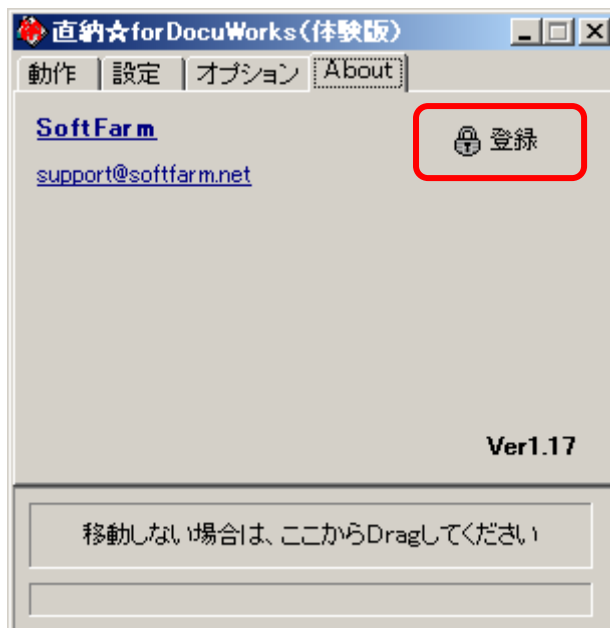 直納☆forDocuWorks（体験版）
動作 設定 オプション About
SoftFarm
登録
support@softfarm.net
Ver1.17
移動しない場合は、ここからDragしてください